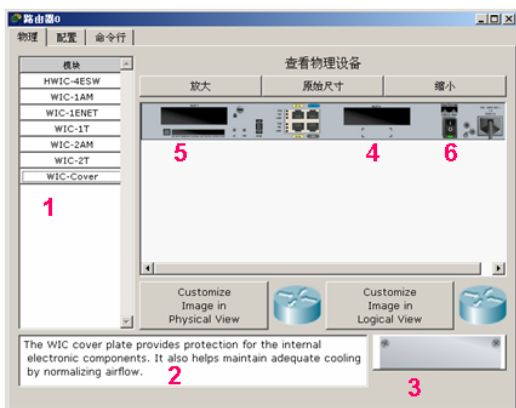 路由器0
物理 配置 命令行
模块
HWIC-4ESW
WIC-1AM
WIC-1ENET
WIC-1T
WIC-2AM
WIC-2T
WIC-Cover
1
查看物理设备
放大 原始尺寸 缩小
5 4 6
Customize
Image in
Physical View
Customize
Image in
Logical View
The WIC cover plate provides protection for the internal
electronic components. It also helps maintain adequate cooling
by normalizing airflow.
2
3